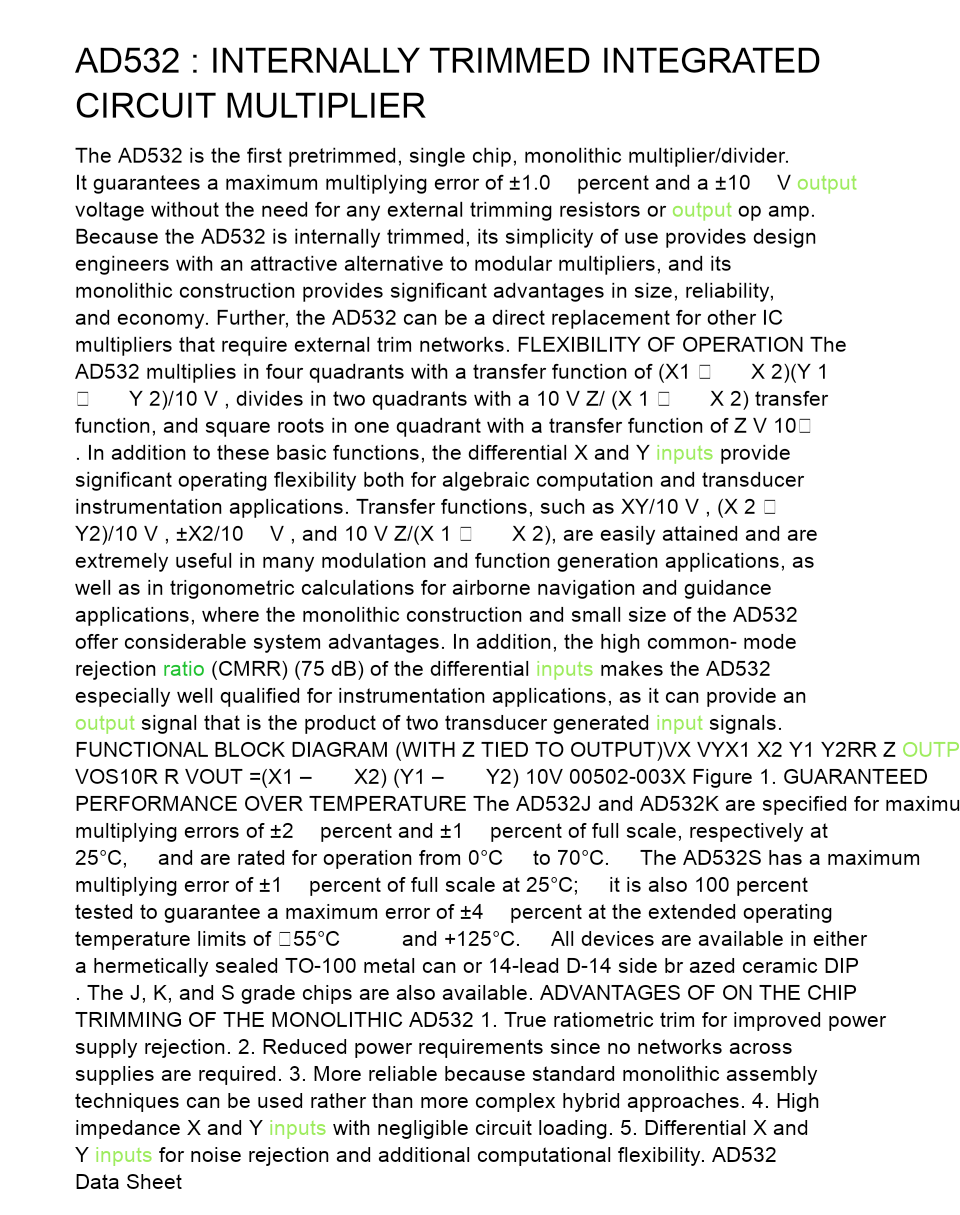 AD532 : INTERNALLY TRIMMED INTEGRATED
CIRCUIT MULTIPLIER
The AD532 is the first pretrimmed, single chip, monolithic multiplier/divider.
It guarantees a maximum multiplying error of ±1.0 percent and a ±10 V output
voltage without the need for any external trimming resistors or output op amp.
Because the AD532 is internally trimmed, its simplicity of use provides design
engineers with an attractive alternative to modular multipliers, and its
monolithic construction provides significant advantages in size, reliability,
and economy. Further, the AD532 can be a direct replacement for other IC
multipliers that require external trim networks. FLEXIBILITY OF OPERATION The
AD532 multiplies in four quadrants with a transfer function of (X1 □ X 2)(Y 1
□ Y 2)/10 V , divides in two quadrants with a 10 V Z/ (X 1 □ X 2) transfer
function, and square roots in one quadrant with a transfer function of Z V 10□
. In addition to these basic functions, the differential X and Y inputs provide
significant operating flexibility both for algebraic computation and transducer
instrumentation applications. Transfer functions, such as XY/10 V , (X 2 □
Y2)/10 V , ±X2/10 V , and 10 V Z/(X 1 □ X 2), are easily attained and are
extremely useful in many modulation and function generation applications, as
well as in trigonometric calculations for airborne navigation and guidance
applications, where the monolithic construction and small size of the AD532
offer considerable system advantages. In addition, the high common- mode
rejection ratio (CMRR) (75 dB) of the differential inputs makes the AD532
especially well qualified for instrumentation applications, as it can provide an
output signal that is the product of two transducer generated input signals.
FUNCTIONAL BLOCK DIAGRAM (WITH Z TIED TO OUTPUT)VX VYX1 X2 Y1 Y2RR Z OUTP
VOS10R R VOUT =(X1 – X2) (Y1 – Y2) 10V 00502-003X Figure 1. GUARANTEED
PERFORMANCE OVER TEMPERATURE The AD532J and AD532K are specified for maximu
multiplying errors of ±2 percent and ±1 percent of full scale, respectively at
25°C, and are rated for operation from 0°C to 70°C. The AD532S has a maximum
multiplying error of ±1 percent of full scale at 25°C; it is also 100 percent
tested to guarantee a maximum error of ±4 percent at the extended operating
temperature limits of □55°C and +125°C. All devices are available in either
a hermetically sealed TO-100 metal can or 14-lead D-14 side br azed ceramic DIP
. The J, K, and S grade chips are also available. ADVANTAGES OF ON THE CHIP
TRIMMING OF THE MONOLITHIC AD532 1. True ratiometric trim for improved power
supply rejection. 2. Reduced power requirements since no networks across
supplies are required. 3. More reliable because standard monolithic assembly
techniques can be used rather than more complex hybrid approaches. 4. High
impedance X and Y inputs with negligible circuit loading. 5. Differential X and
Y inputs for noise rejection and additional computational flexibility. AD532
Data Sheet